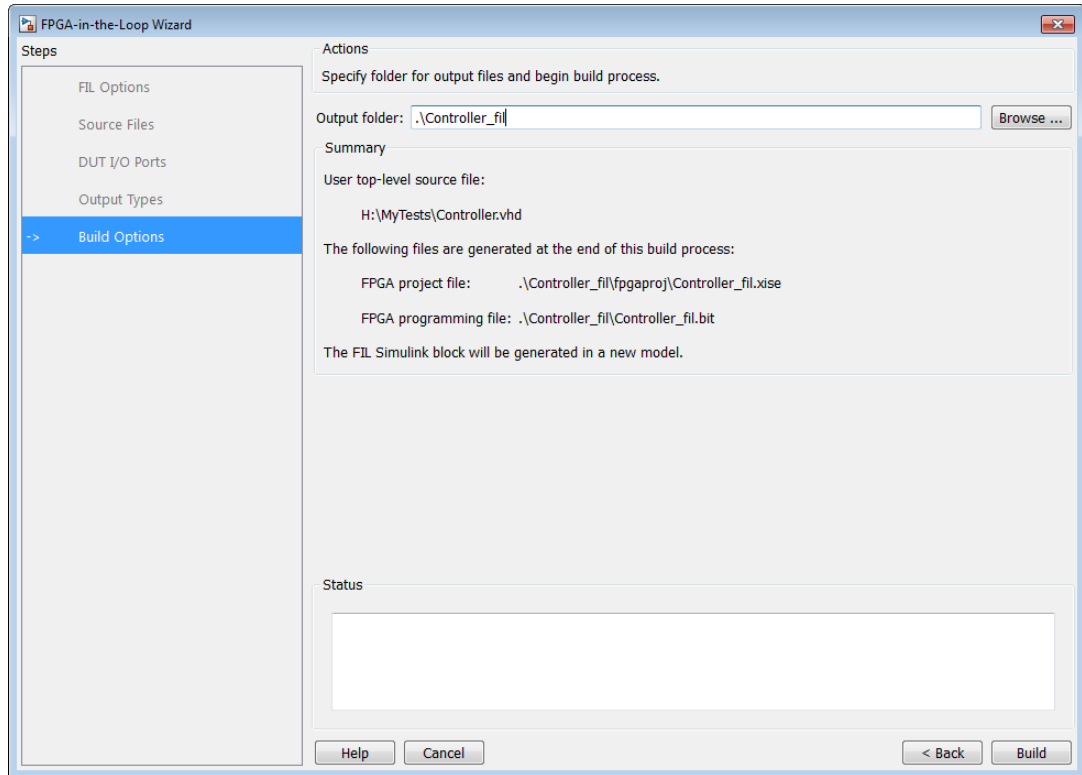 FPGA-in-the-Loop Wizard
Steps
FIL Options
Source Files
DUT I/O Ports
Output Types
-> Build Options
Actions
Specify folder for output files and begin build process.
Output folder: .\Controller_fil Browse ...
Summary
User top-level source file:
H:\MyTests\Controller.vhd
The following files are generated at the end of this build process:
FPGA project file: .\Controller_fil\fpgaproj\Controller_fil.xise
FPGA programming file: .\Controller_fil\Controller_fil.bit
The FIL Simulink block will be generated in a new model.
Status
Help Cancel < Back Build